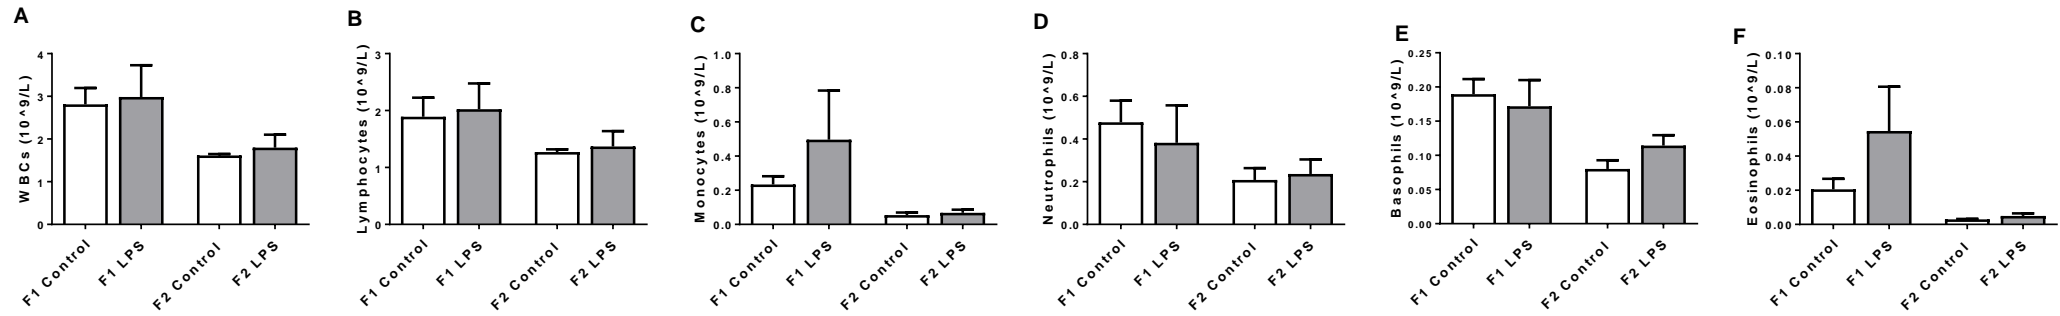 A
WBCs (10^9/L)
4
3
2
1
0
F1 Control
F1 LPS
F2 Control
F2 LPS
B
Lymphocytes (10^9/L)
3
2
1
0
F1 Control
F1 LPS
F2 Control
F2 LPS
C
Monocytes (10^9/L)
1.0
0.8
0.6
0.4
0.2
0.0
F1 Control
F1 LPS
F2 Control
F2 LPS
D
Neutrophils (10^9/L)
0.8
0.6
0.4
0.2
0.0
F1 Control
F1 LPS
F2 Control
F2 LPS
E
Basophils (10^9/L)
0.25
0.20
0.15
0.10
0.05
0.00
F1 Control
F1 LPS
F2 Control
F2 LPS
F
Eosinophils (10^9/L)
0.10
0.08
0.06
0.04
0.02
0.00
F1 Control
F1 LPS
F2 Control
F2 LPS